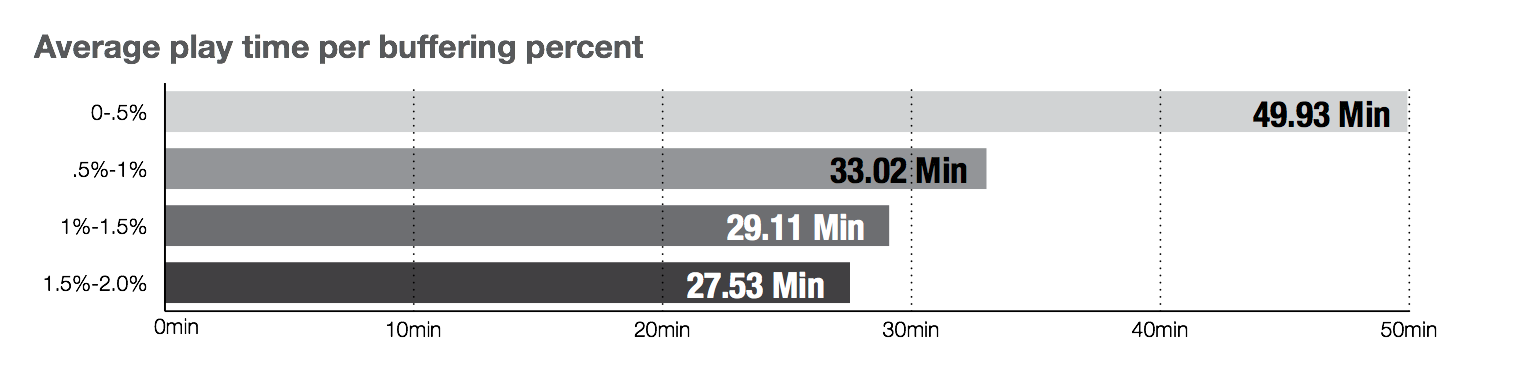 Average play time per buffering percent
0-.5%
49.93 Min
.5%-1%
33.02 Min
1%-1.5%
29.11 Min
1.5%-2.0%
27.53 Min
0min 10min 20min 30min 40min 50min